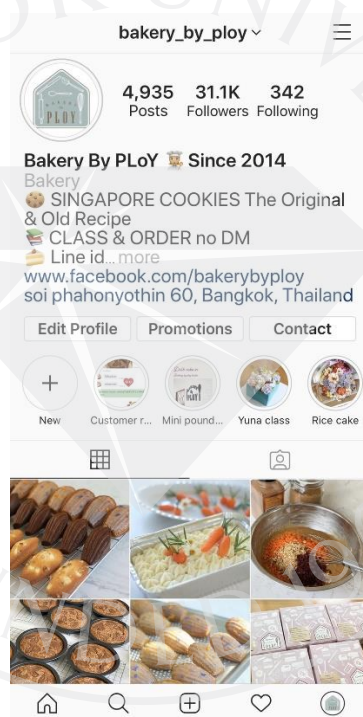 bakery_by_ploy
4,935 31.1K 342
Posts Followers Following
PLOY
Bakery By PLoY 👩🏼‍🍳 Since 2014
Bakery
🍪 SINGAPORE COOKIES The Original
& Old Recipe
📚 CLASS & ORDER no DM
🍰 Line id... more
www.facebook.com/bakerybyploy
soi phahonyothin 60, Bangkok, Thailand
Edit Profile Promotions Contact
New Customer r... Mini pound... Yuna class Rice cake